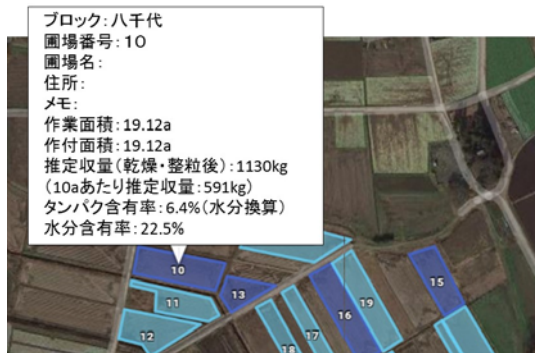 ブロック:八千代
圃場番号:10
圃場名:
住所:
メモ:
作業面積:19.12a
作付面積:19.12a
推定収量(乾燥・整粒後):1130kg
(10aあたり推定収量:591kg)
タンパク含有率:6.4%(水分換算)
水分含有率:22.5%
10
11
13
12
18
17
16
19
15